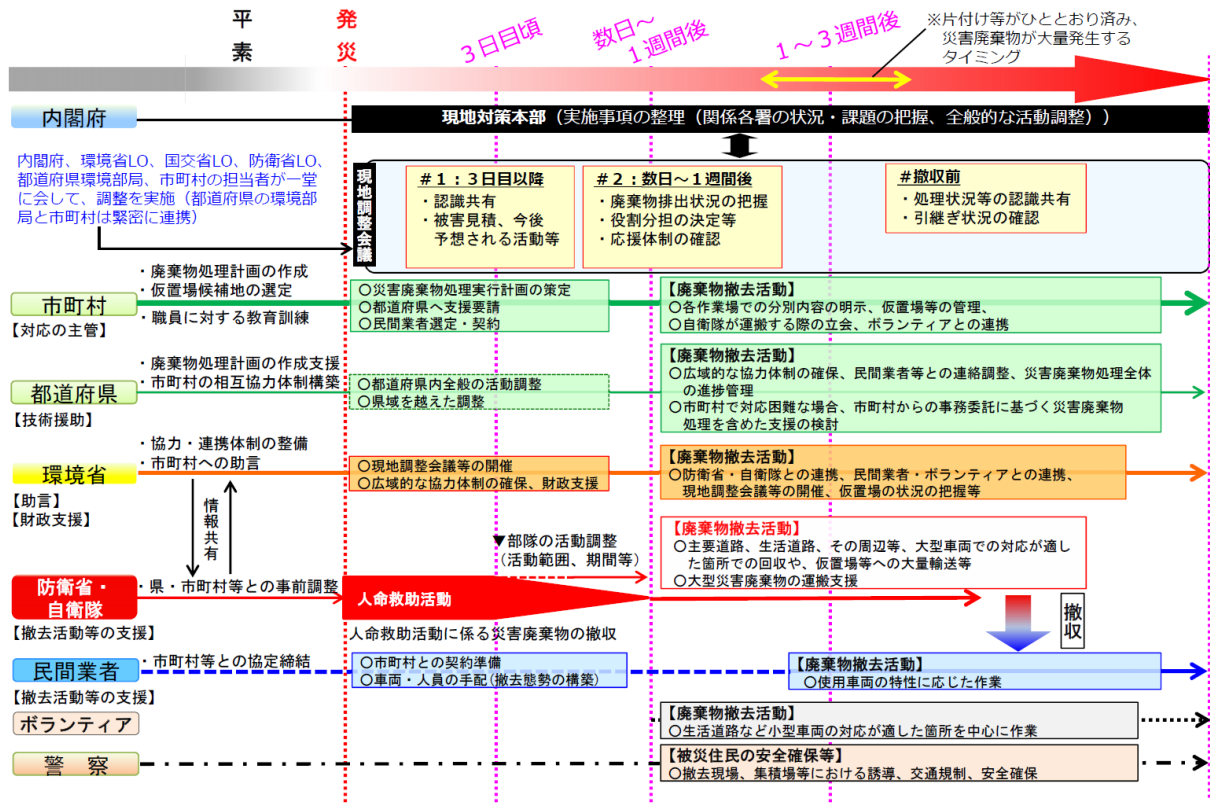 平素
発災
3日目頃
数日~
1週間後
1~3週間後
※片付け等がひととおり済み、
災害廃棄物が大量発生する
タイミング
内閣府
現地対策本部(実施事項の整理(関係各署の状況・課題の把握、全般的な活動調整))
内閣府、環境省LO、国交省LO、防衛省LO、
都道府県環境部局、市町村の担当者が一堂
に会して、調整を実施(都道府県の環境部
局と市町村は緊密に連携)
現地調整会議
#1:3日目以降
・認識共有
・被害見積、今後
予想される活動等
#2:数日~1週間後
・廃棄物排出状況の把握
・役割分担の決定等
・応援体制の確認
#撤収前
・処理状況等の認識共有
・引継ぎ状況の確認
市町村
【対応の主管】
・廃棄物処理計画の作成
・仮置場候補地の選定
・職員に対する教育訓練
○災害廃棄物処理実行計画の策定
○都道府県へ支援要請
○民間業者選定・契約
【廃棄物撤去活動】
○各作業場での分別内容の明示、仮置場等の管理、
○自衛隊が運搬する際の立会、ボランティアとの連携
都道府県
【技術援助】
・廃棄物処理計画の作成支援
・市町村の相互協力体制構築
○都道府県内全般の活動調整
○県域を越えた調整
【廃棄物撤去活動】
○広域的な協力体制の確保、民間業者等との連絡調整、災害廃棄物処理全体
の進捗管理
○市町村で対応困難な場合、市町村からの事務委託に基づく災害廃棄物
処理を含めた支援の検討
環境省
【助言】
【財政支援】
・協力・連携体制の整備
・市町村への助言
○現地調整会議等の開催
○広域的な協力体制の確保、財政支援
【廃棄物撤去活動】
○防衛省・自衛隊との連携、民間業者・ボランティアとの連携、
現地調整会議等の開催、仮置場の状況の把握等
情報共有
防衛省・
自衛隊
【撤去活動等の支援】
・県・市町村等との事前調整
人命救助活動
人命救助活動に係る災害廃棄物の撤収
▼部隊の活動調整
(活動範囲、期間等)
【廃棄物撤去活動】
○主要道路、生活道路、その周辺等、大型車両での対応が適し
た箇所での回収や、仮置場等への大量輸送等
○大型災害廃棄物の運搬支援
撤収
民間業者
【撤去活動等の支援】
・市町村等との協定締結
○市町村との契約準備
○車両・人員の手配(撤去態勢の構築)
【廃棄物撤去活動】
○使用車両の特性に応じた作業
ボランティア
【廃棄物撤去活動】
○生活道路など小型車両の対応が適した箇所を中心に作業
警察
【被災住民の安全確保等】
○撤去現場、集積場等における誘導、交通規制、安全確保